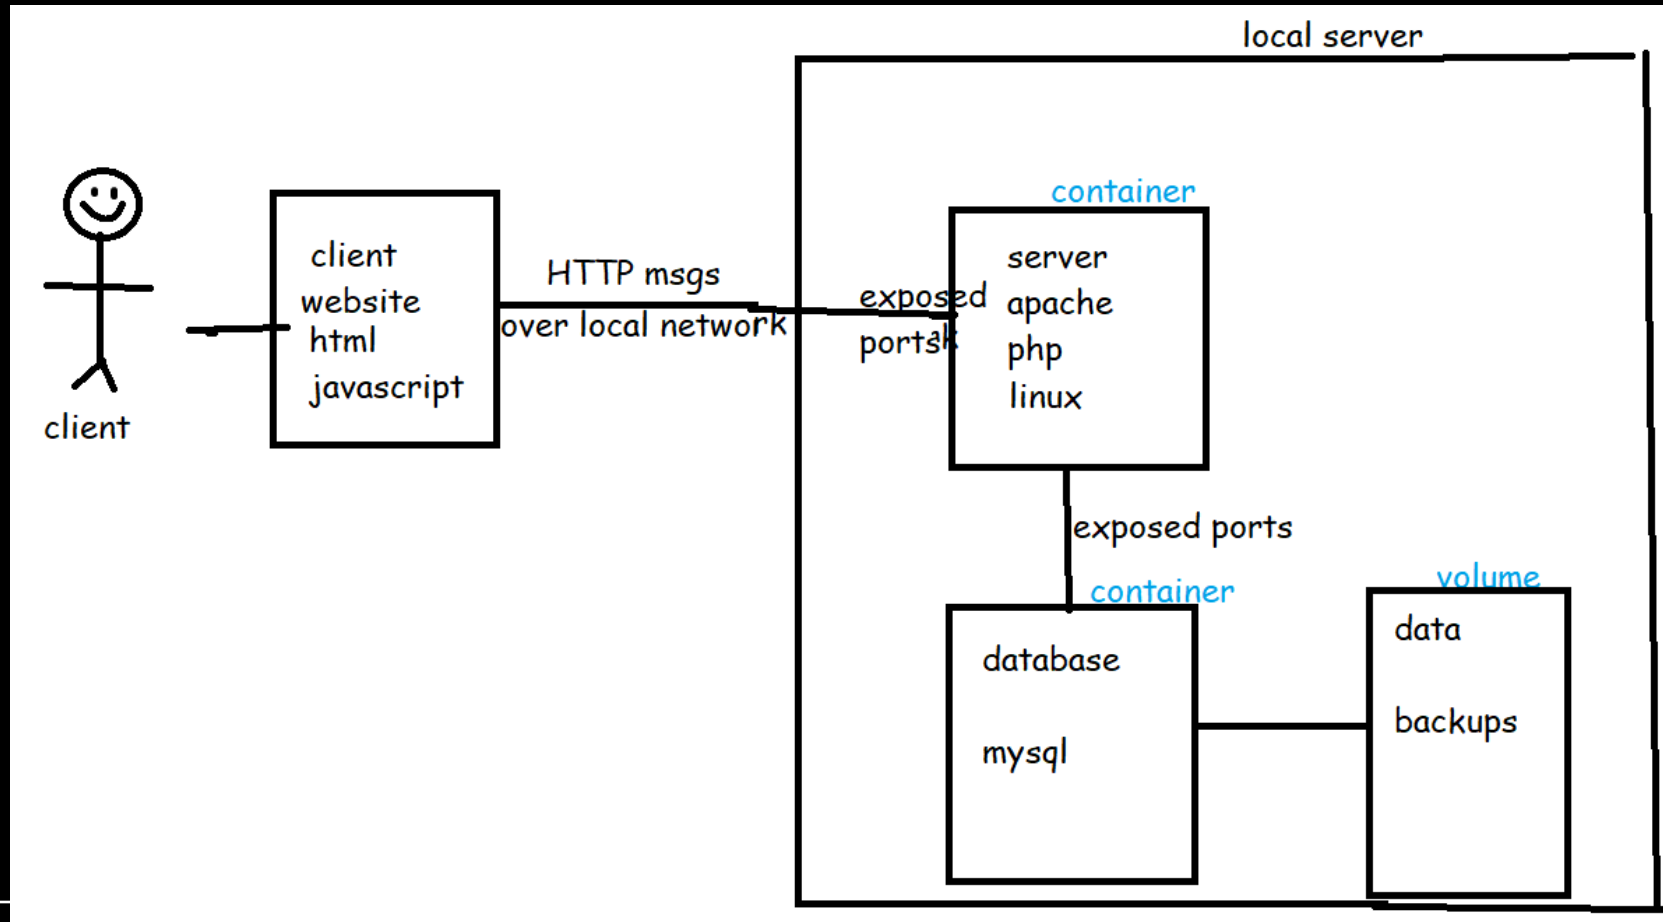 local server
container
client
website
html
javascript
HTTP msgs
over local network
exposed
ports
server
apache
php
linux
client
exposed ports
container
volume
database
mysql
data
backups